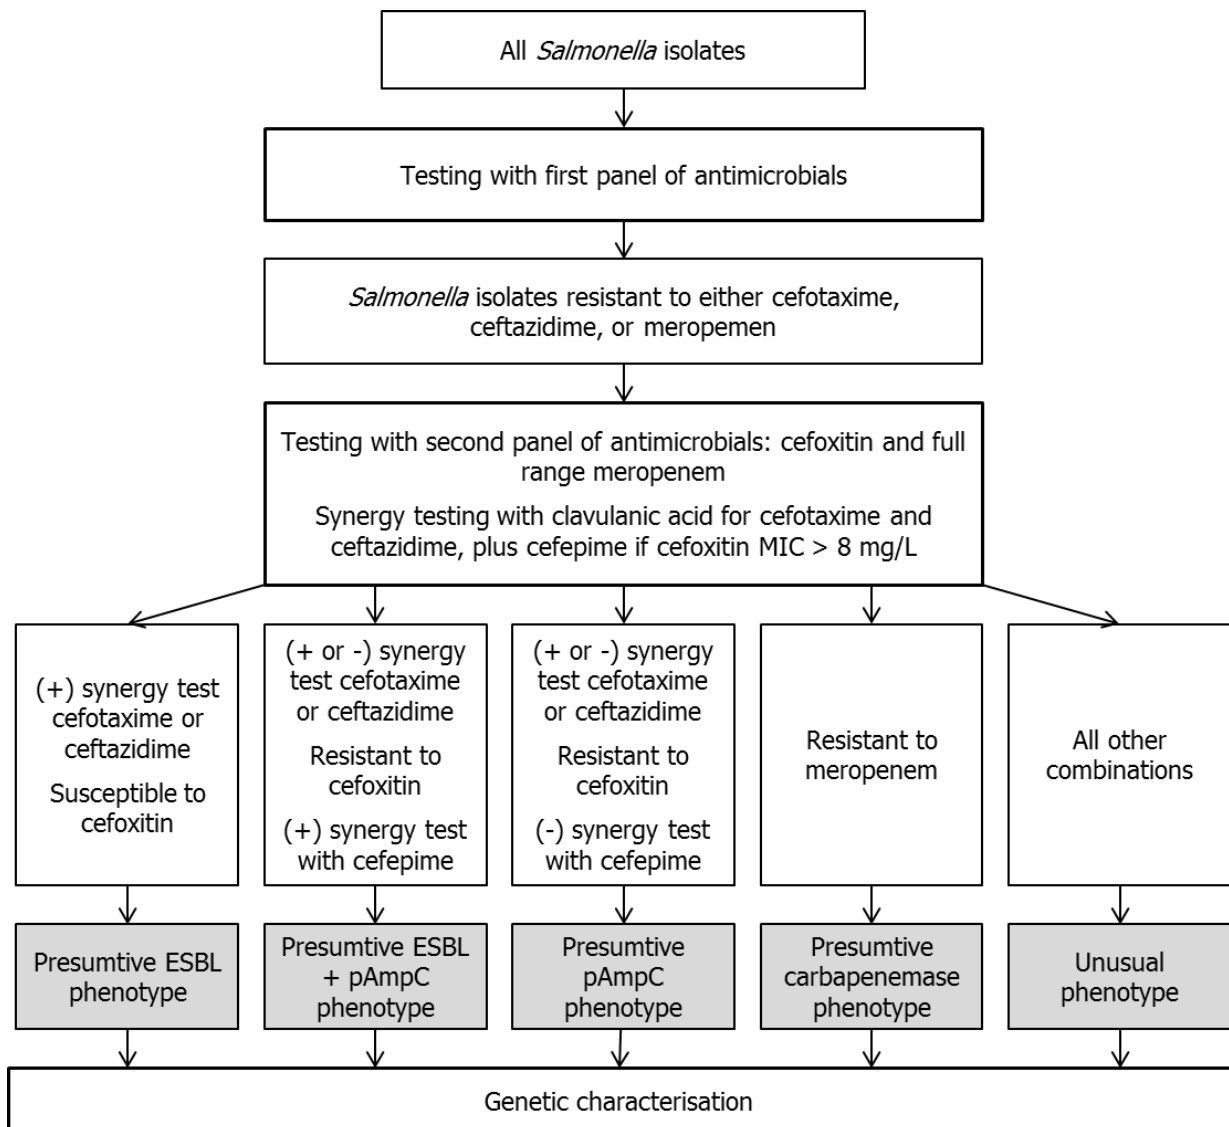 All Salmonella isolates
Testing with first panel of antimicrobials
Salmonella isolates resistant to either cefotaxime,
ceftazidime, or meropemen
Testing with second panel of antimicrobials: cefoxitin and full
range meropenem
Synergy testing with clavulanic acid for cefotaxime and
ceftazidime, plus cefepime if cefoxitin MIC > 8 mg/L
(+) synergy test
cefotaxime or
ceftazidime
Susceptible to
cefoxitin
(+ or -) synergy
test cefotaxime
or ceftazidime
Resistant to
cefoxitin
(+) synergy test
with cefepime
(+ or -) synergy
test cefotaxime
or ceftazidime
Resistant to
cefoxitin
(-) synergy test
with cefepime
Resistant to
meropenem
All other
combinations
Presumtive ESBL
phenotype
Presumtive ESBL
+ pAmpC
phenotype
Presumtive
pAmpC
phenotype
Presumtive
carbapenemase
phenotype
Unusual
phenotype
Genetic characterisation